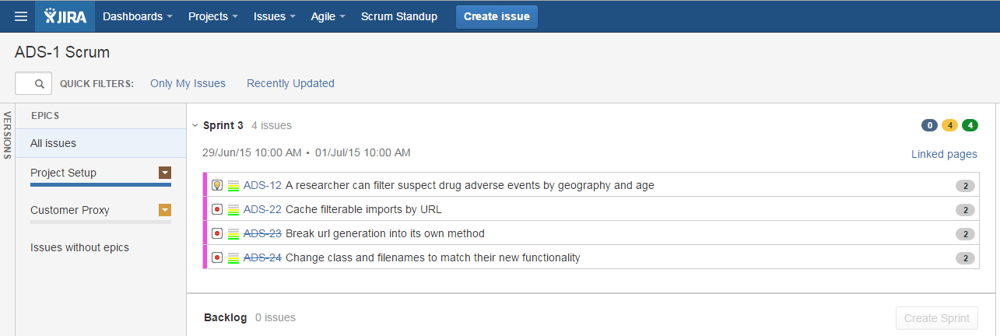 JIRA Dashboards Projects Issues Agile Scrum Standup Create issue
ADS-1 Scrum
QUICK FILTERS: Only My Issues Recently Updated
VERSIONS
EPICS
All issues
Project Setup
Customer Proxy
Issues without epics
Sprint 3 4 issues 0 4 4
29/Jun/15 10:00 AM • 01/Jul/15 10:00 AM Linked pages
ADS-12 A researcher can filter suspect drug adverse events by geography and age 2
ADS-22 Cache filterable imports by URL 2
ADS-23 Break url generation into its own method 2
ADS-24 Change class and filenames to match their new functionality 2
Backlog 0 issues Create Sprint